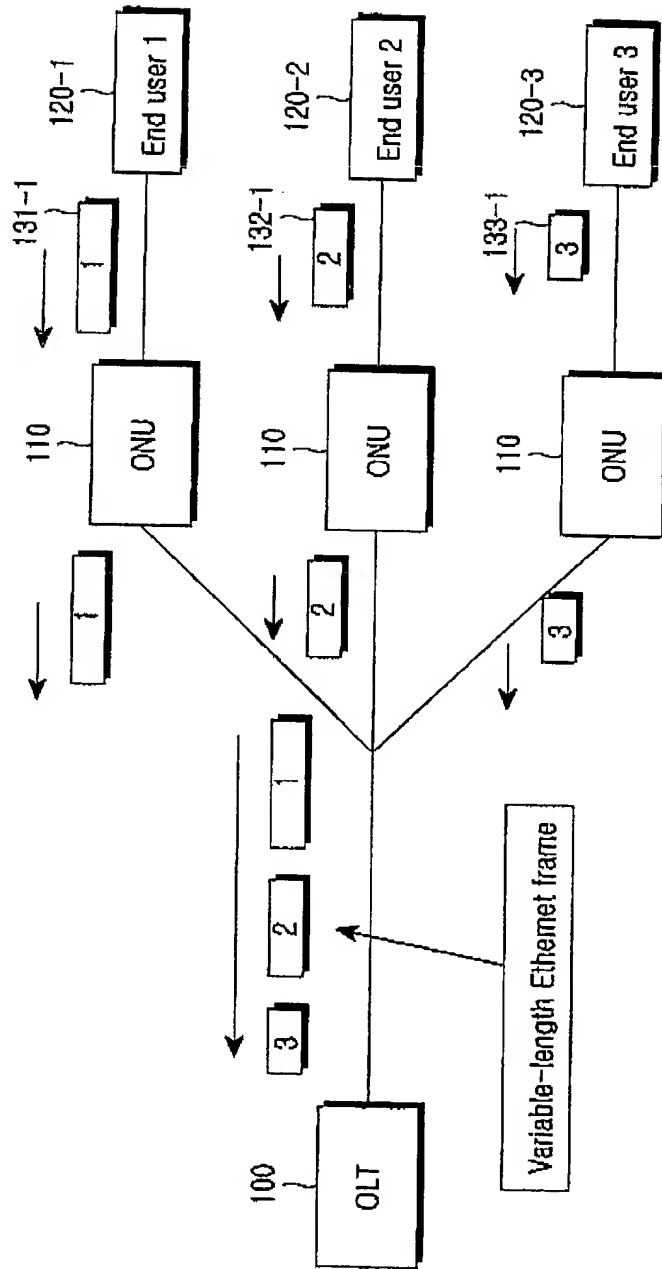 120-1
End user 1
131-1
1
110
ONU
1
120-2
End user 2
132-1
2
110
ONU
2
120-3
End user 3
133-1
3
110
ONU
3
1
2
3
Variable-length Ethernet frame
100
OLT